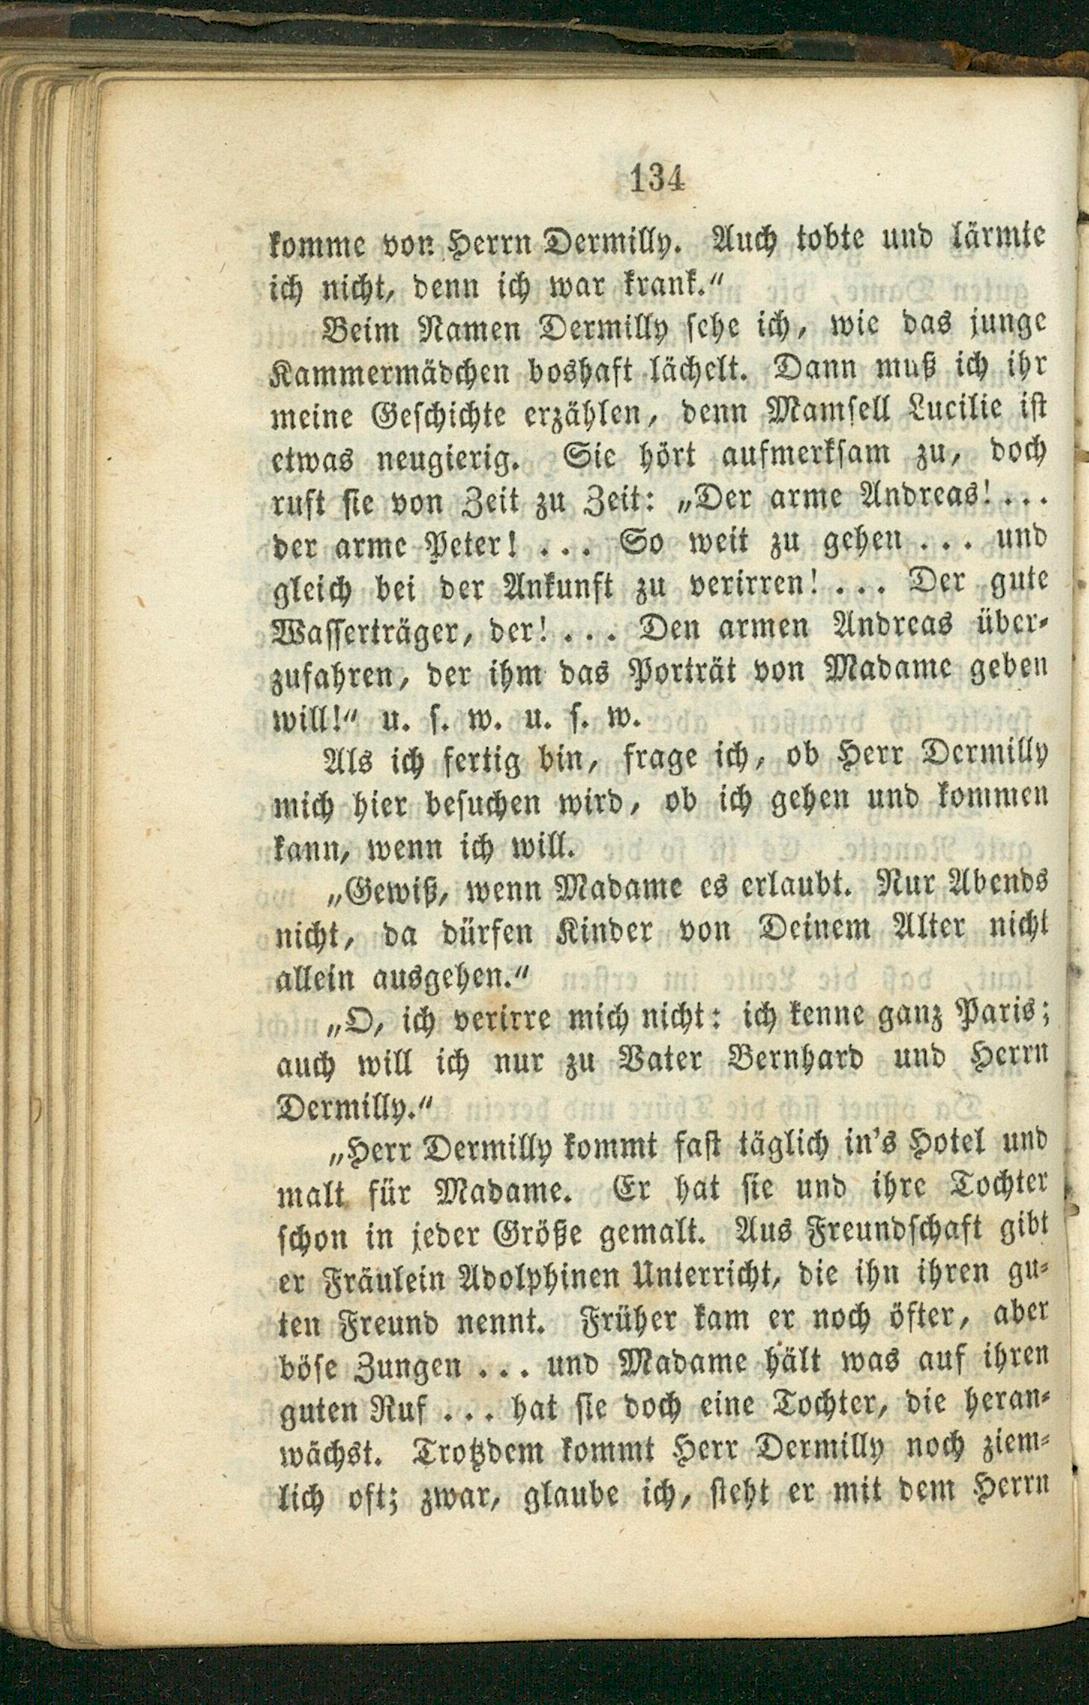 134
komme von Herrn Dermilly. Auch tobte und lärmte
ich nicht, denn ich war krank.“
Beim Namen Dermilly sehe ich, wie das junge
Kammermädchen boshaft lächelt. Dann muß ich ihr
meine Geschichte erzählen, denn Mamsell Lucilie ist
etwas neugierig. Sie hört aufmerksam zu, doch
ruft sie von Zeit zu Zeit: „Der arme Andreas! ...
der arme Peter! ... So weit zu gehen ... und
gleich bei der Ankunft zu verirren! ... Der gute
Wasserträger, der! ... Den armen Andreas über-
zufahren, der ihm das Porträt von Madame geben
will!“ u. s. w. u. s. w.
Als ich fertig bin, frage ich, ob Herr Dermilly
mich hier besuchen wird, ob ich gehen und kommen
kann, wenn ich will.
„Gewiß, wenn Madame es erlaubt. Nur Abends
nicht, da dürfen Kinder von Deinem Alter nicht
allein ausgehen.“
„O, ich verirre mich nicht: ich kenne ganz Paris;
auch will ich nur zu Vater Bernhard und Herrn
Dermilly.“
„Herr Dermilly kommt fast täglich in's Hotel und
malt für Madame. Er hat sie und ihre Tochter
schon in jeder Größe gemalt. Aus Freundschaft gibt
er Fräulein Adolphinen Unterricht, die ihn ihren gu-
ten Freund nennt. Früher kam er noch öfter, aber
böse Zungen ... und Madame hält was auf ihren
guten Ruf ... hat sie doch eine Tochter, die heran-
wächst. Trotzdem kommt Herr Dermilly noch ziem-
lich oft; zwar, glaube ich, steht er mit dem Herrn